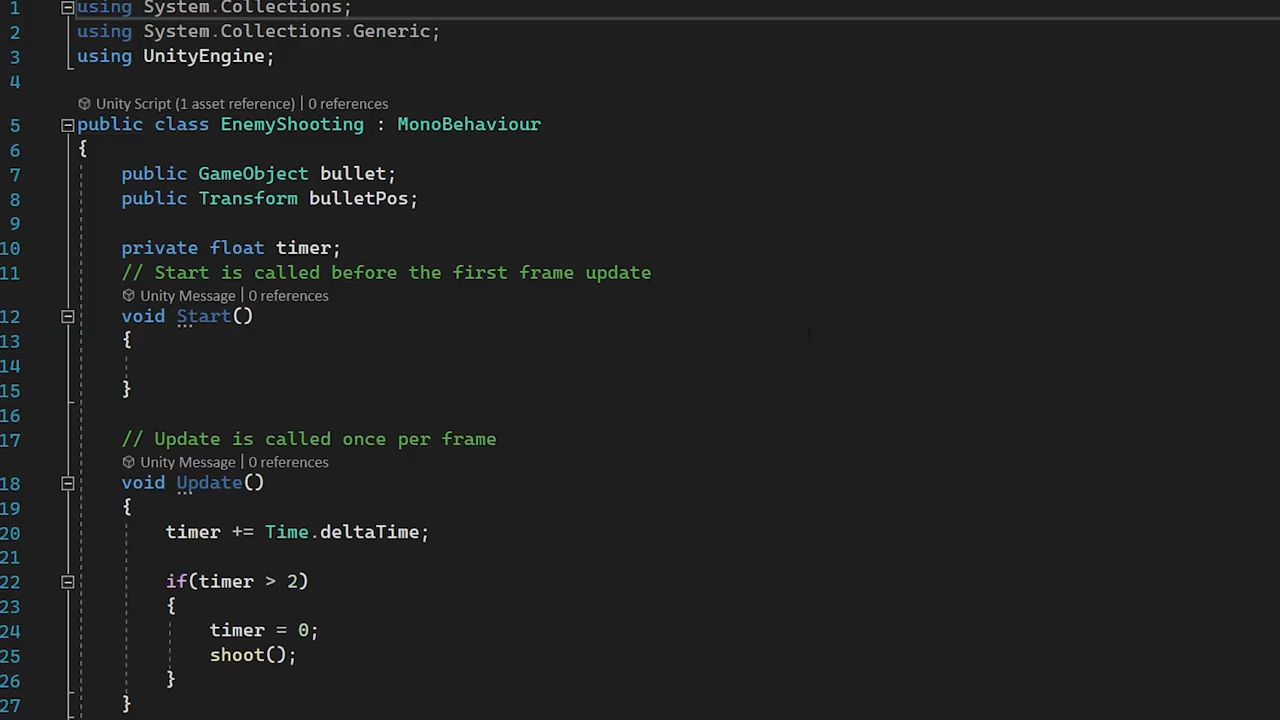 1 using System.Collections;
2 using System.Collections.Generic;
3 using UnityEngine;
4
Unity Script (1 asset reference) | 0 references
5 public class EnemyShooting : MonoBehaviour
6 {
7 public GameObject bullet;
8 public Transform bulletPos;
9
10 private float timer;
11 // Start is called before the first frame update
Unity Message | 0 references
12 void Start()
13 {
14
15 }
16
17 // Update is called once per frame
Unity Message | 0 references
18 void Update()
19 {
20 timer += Time.deltaTime;
21
22 if(timer > 2)
23 {
24 timer = 0;
25 shoot();
26 }
27 }